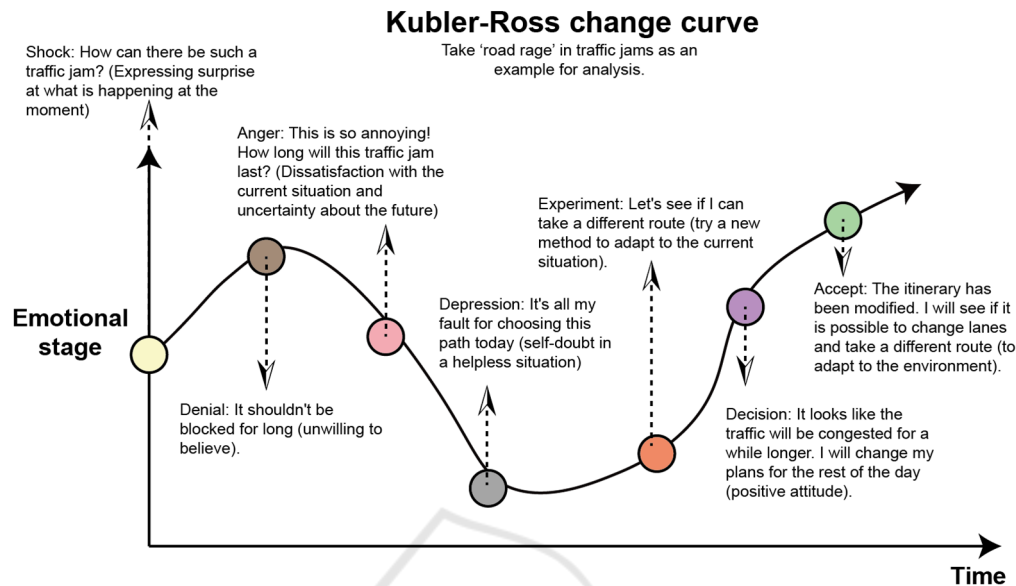 Kubler-Ross change curve
Take ‘road rage’ in traffic jams as an
example for analysis.
Shock: How can there be such a
traffic jam? (Expressing surprise
at what is happening at the
moment)
Anger: This is so annoying!
How long will this traffic jam
last? (Dissatisfaction with the
current situation and
uncertainty about the future)
Experiment: Let's see if I can
take a different route (try a new
method to adapt to the current
situation).
Depression: It's all my
fault for choosing this
path today (self-doubt in
a helpless situation)
Accept: The itinerary has
been modified. I will see if it
is possible to change lanes
and take a different route (to
adapt to the environment).
Emotional
stage
Denial: It shouldn't be
blocked for long (unwilling to
believe).
Decision: It looks like the
traffic will be congested for a
while longer. I will change my
plans for the rest of the day
(positive attitude).
Time